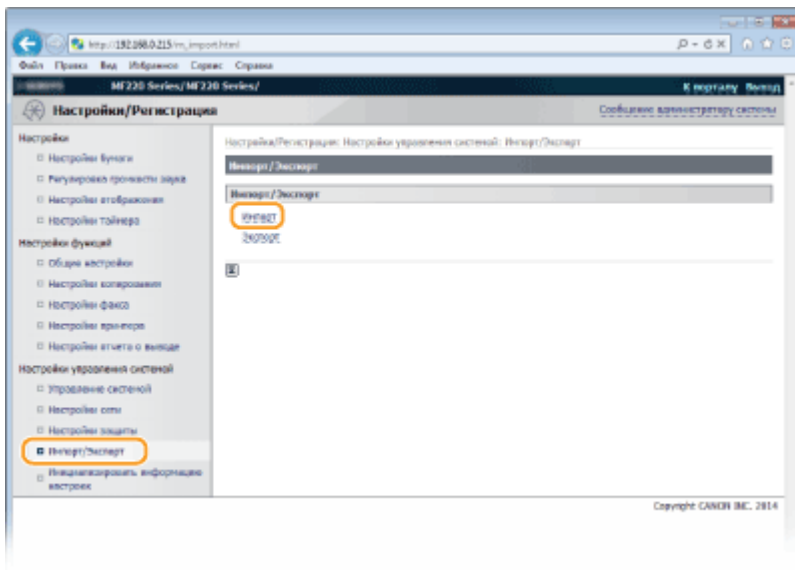 http://192.168.0.215/m_import.html
Файл Правка Вид Избранное Сервис Справка
MF220 Series/MF220 Series/
К порталу Выход
Настройки/Регистрация
Сообщение администратору системы
Настройки
Настройки бумаги
Регулировка громкости звука
Настройки отображения
Настройки таймера
Настройки функций
Общие настройки
Настройки копирования
Настройки факса
Настройки принтера
Настройки отчета о выводе
Настройки управления системой
Управление системой
Настройки сети
Настройки защиты
Импорт/Экспорт
Инициализировать информацию
настроек
Настройки/Регистрация: Настройки управления системой: Импорт/Экспорт
Импорт/Экспорт
Импорт/Экспорт
Импорт
Экспорт
Copyright CANON INC. 2014